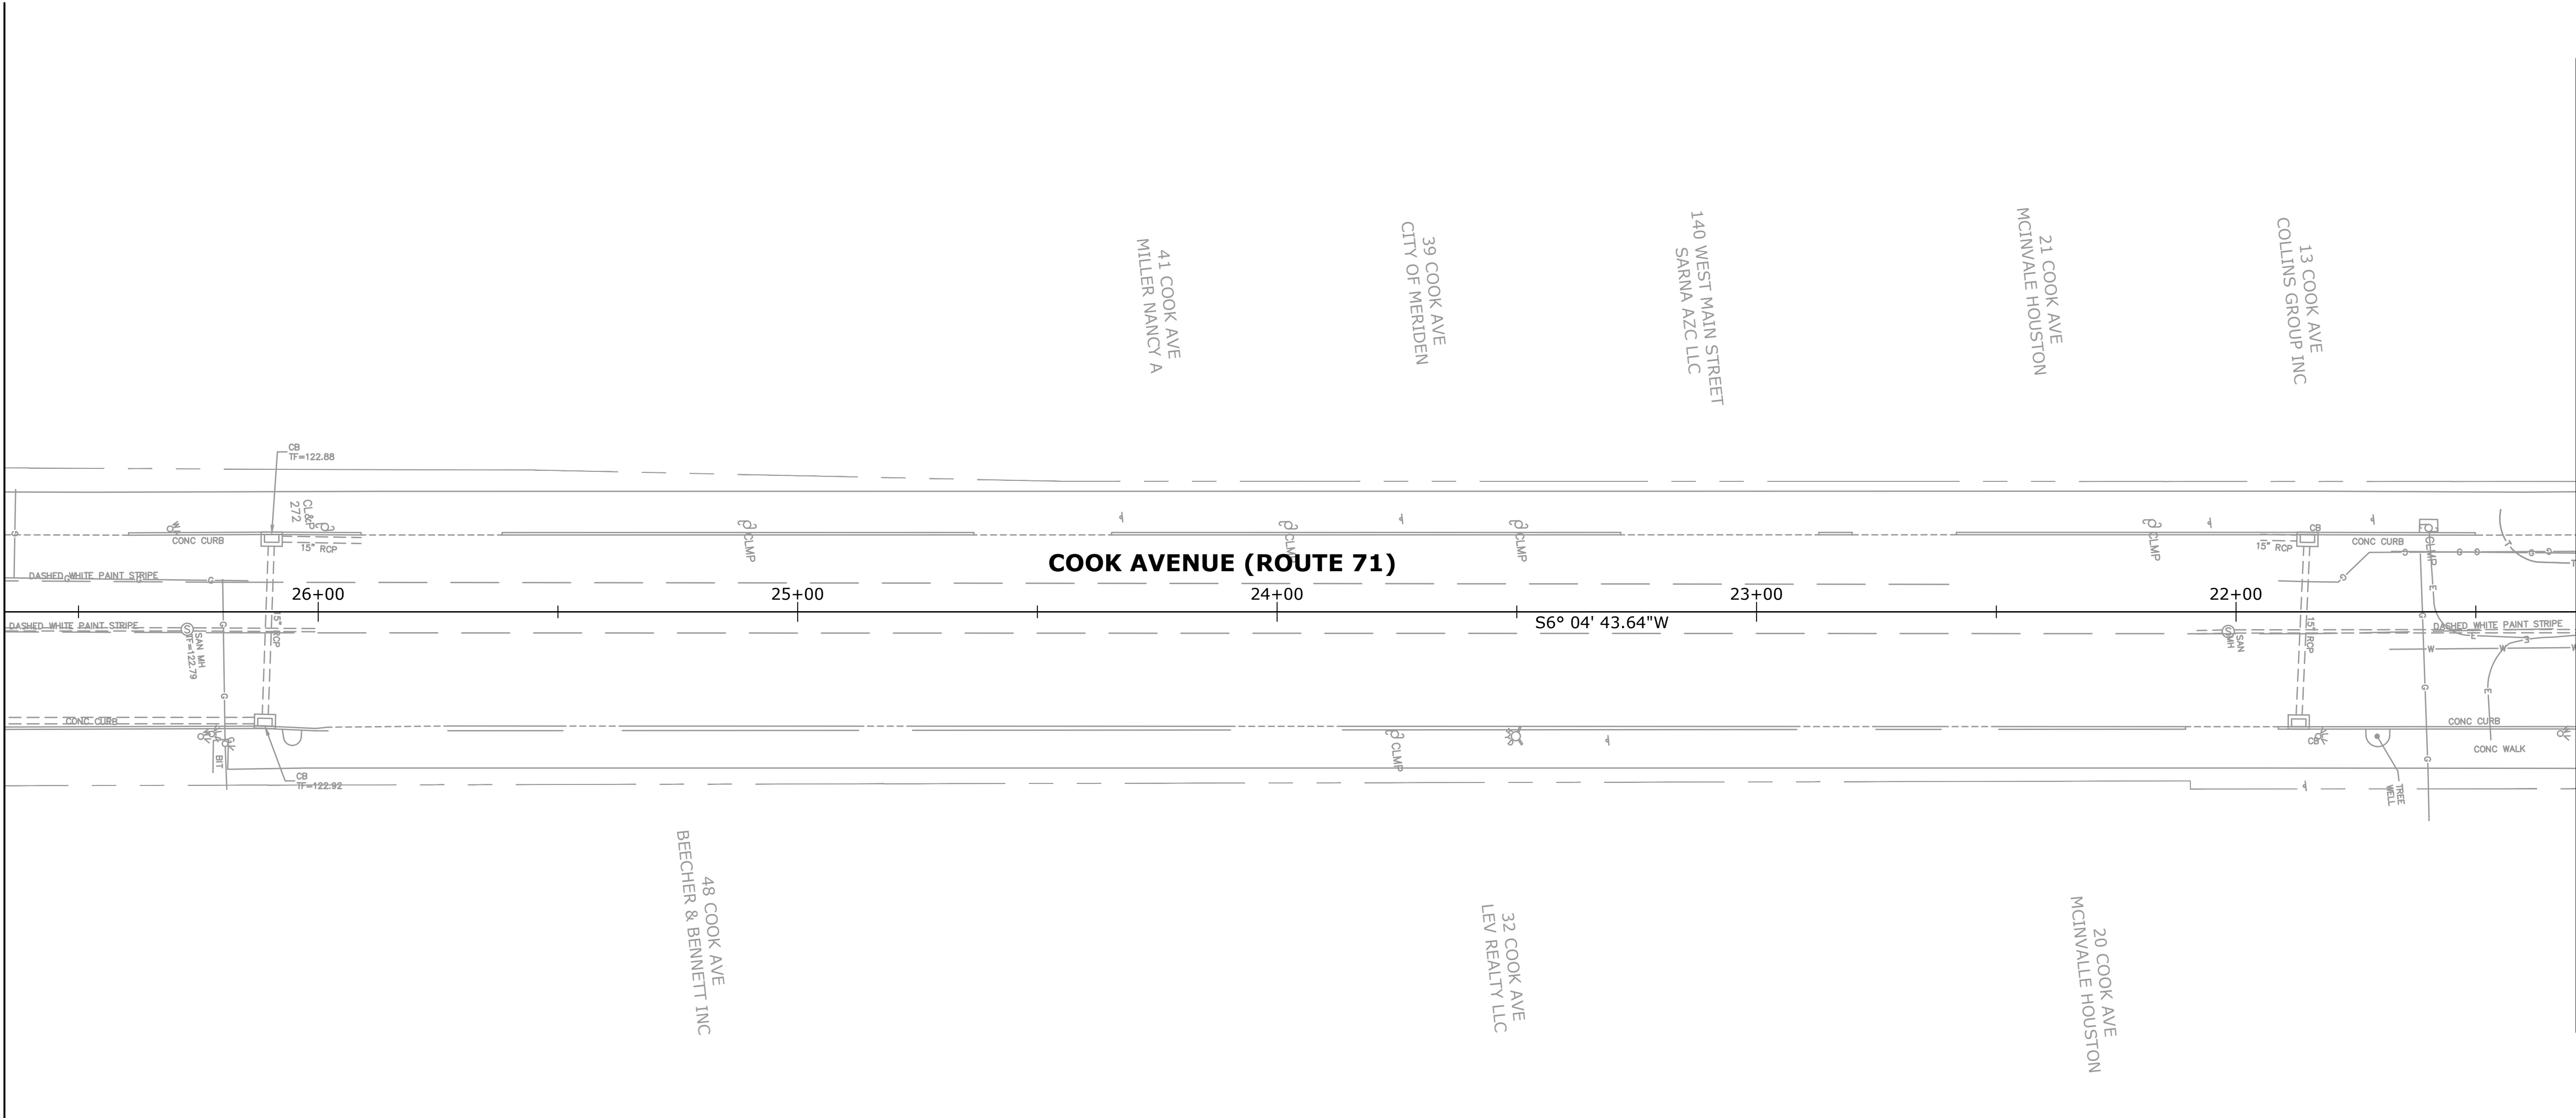 41 COOK AVE
MILLER NANCY A
39 COOK AVE
CITY OF MERIDEN
140 WEST MAIN STREET
SARNA AZC LLC
21 COOK AVE
MCINVALE HOUSTON
13 COOK AVE
COLLINS GROUP INC
CB
TF=122.88
CL&P
272
CONC CURB
15" RCP
CLMP
CLMP
CLMP
CLMP
CB
15" RCP
CONC CURB
CLMP
COOK AVENUE (ROUTE 71)
DASHED WHITE PAINT STRIPE
26+00
25+00
24+00
23+00
22+00
S6° 04' 43.64"W
DASHED WHITE PAINT STRIPE
SAN MH
TF=122.79
15" RCP
SAN
MH
15" RCP
DASHED WHITE PAINT STRIPE
W W W
CONC CURB
BIT
CB
TF=122.92
CLMP
CB
CONC CURB
CONC WALK
TREE
WELL
48 COOK AVE
BEECHER & BENNETT INC
32 COOK AVE
LEV REALTY LLC
20 COOK AVE
MCINVALLE HOUSTON